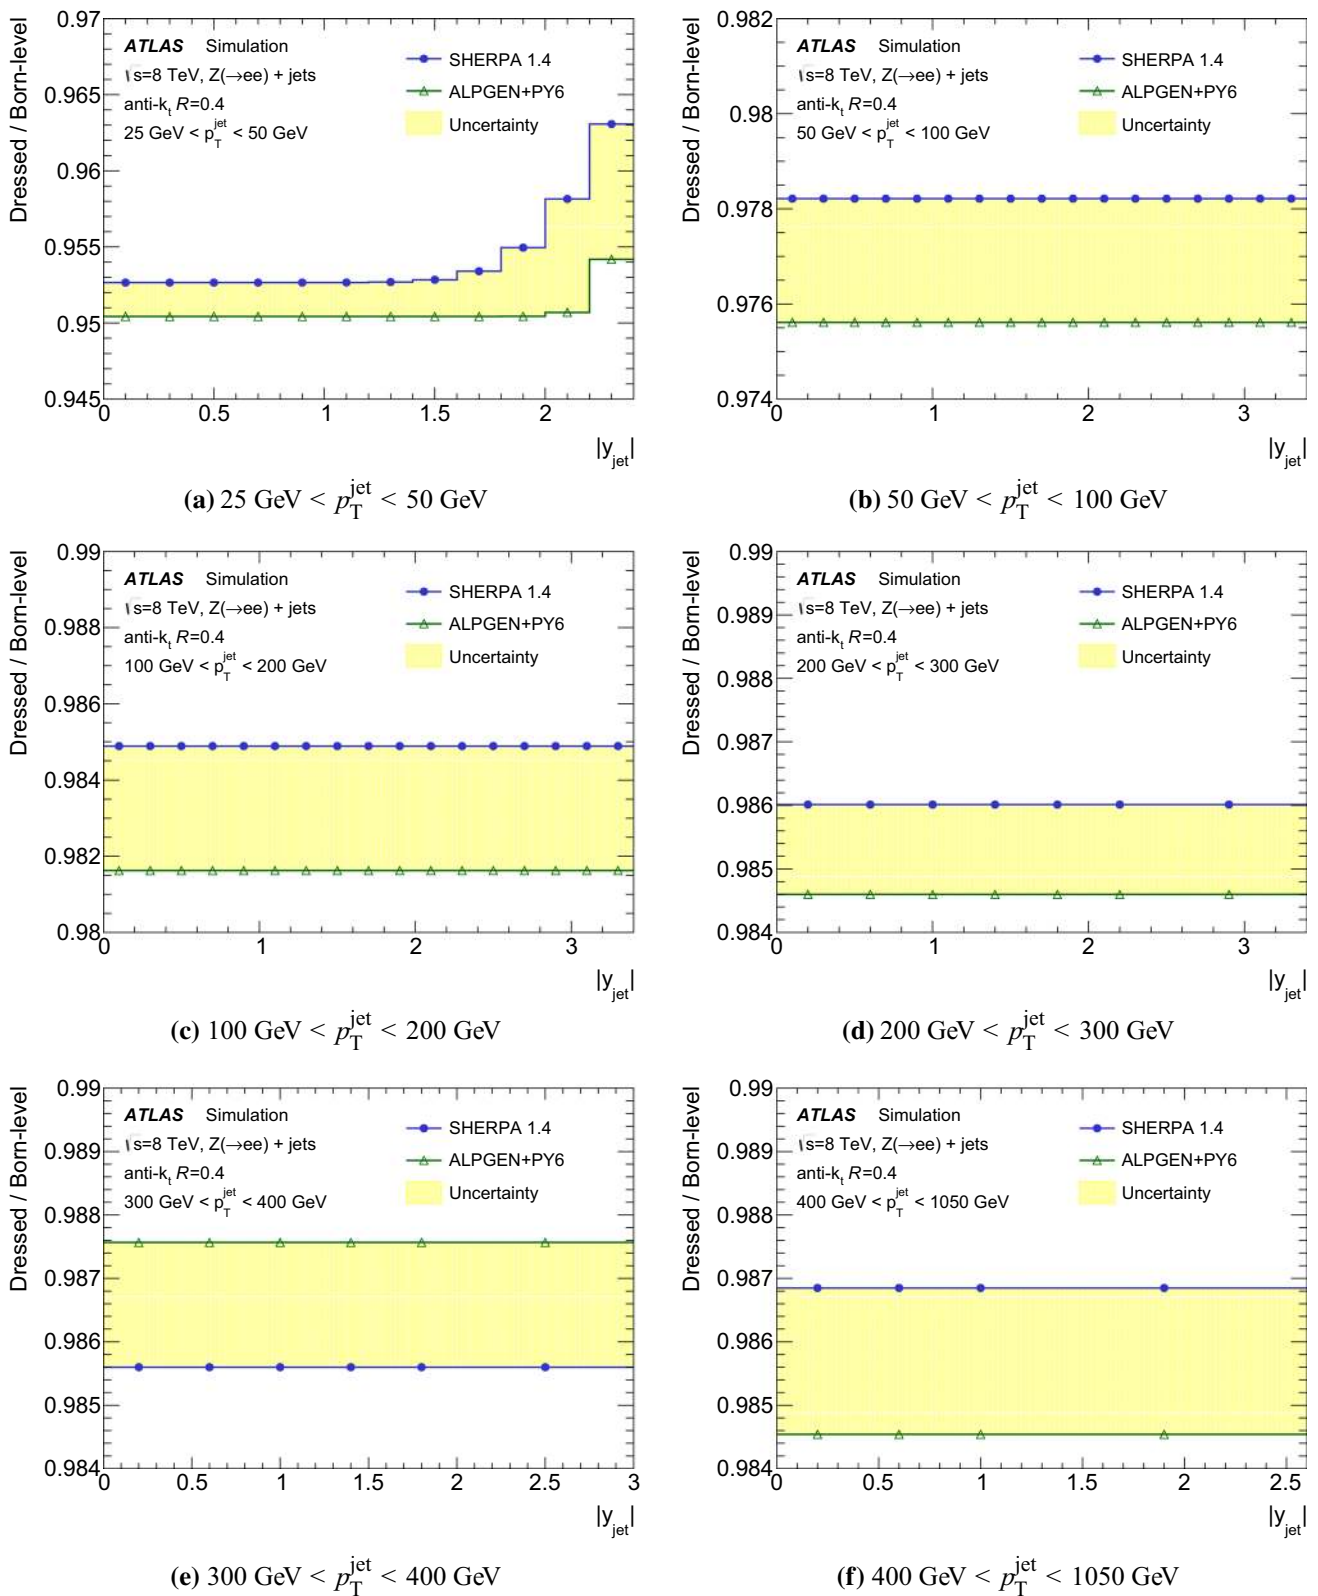 0.97
0.965
0.96
0.955
0.95
0.945
Dressed / Born-level
ATLAS Simulation
√s=8 TeV, Z(→ee) + jets
anti-k_t R=0.4
25 GeV < p_T^jet < 50 GeV
SHERPA 1.4
ALPGEN+PY6
Uncertainty
0 0.5 1 1.5 2
|y_jet|
(a) 25 GeV < p_T^jet < 50 GeV
0.982
0.98
0.978
0.976
0.974
Dressed / Born-level
ATLAS Simulation
√s=8 TeV, Z(→ee) + jets
anti-k_t R=0.4
50 GeV < p_T^jet < 100 GeV
SHERPA 1.4
ALPGEN+PY6
Uncertainty
0 1 2 3
|y_jet|
(b) 50 GeV < p_T^jet < 100 GeV
0.99
0.988
0.986
0.984
0.982
0.98
Dressed / Born-level
ATLAS Simulation
√s=8 TeV, Z(→ee) + jets
anti-k_t R=0.4
100 GeV < p_T^jet < 200 GeV
SHERPA 1.4
ALPGEN+PY6
Uncertainty
0 1 2 3
|y_jet|
(c) 100 GeV < p_T^jet < 200 GeV
0.99
0.989
0.988
0.987
0.986
0.985
0.984
Dressed / Born-level
ATLAS Simulation
√s=8 TeV, Z(→ee) + jets
anti-k_t R=0.4
200 GeV < p_T^jet < 300 GeV
SHERPA 1.4
ALPGEN+PY6
Uncertainty
0 1 2 3
|y_jet|
(d) 200 GeV < p_T^jet < 300 GeV
0.99
0.989
0.988
0.987
0.986
0.985
0.984
Dressed / Born-level
ATLAS Simulation
√s=8 TeV, Z(→ee) + jets
anti-k_t R=0.4
300 GeV < p_T^jet < 400 GeV
SHERPA 1.4
ALPGEN+PY6
Uncertainty
0 0.5 1 1.5 2 2.5 3
|y_jet|
(e) 300 GeV < p_T^jet < 400 GeV
0.99
0.989
0.988
0.987
0.986
0.985
0.984
Dressed / Born-level
ATLAS Simulation
√s=8 TeV, Z(→ee) + jets
anti-k_t R=0.4
400 GeV < p_T^jet < 1050 GeV
SHERPA 1.4
ALPGEN+PY6
Uncertainty
0 0.5 1 1.5 2 2.5
|y_jet|
(f) 400 GeV < p_T^jet < 1050 GeV